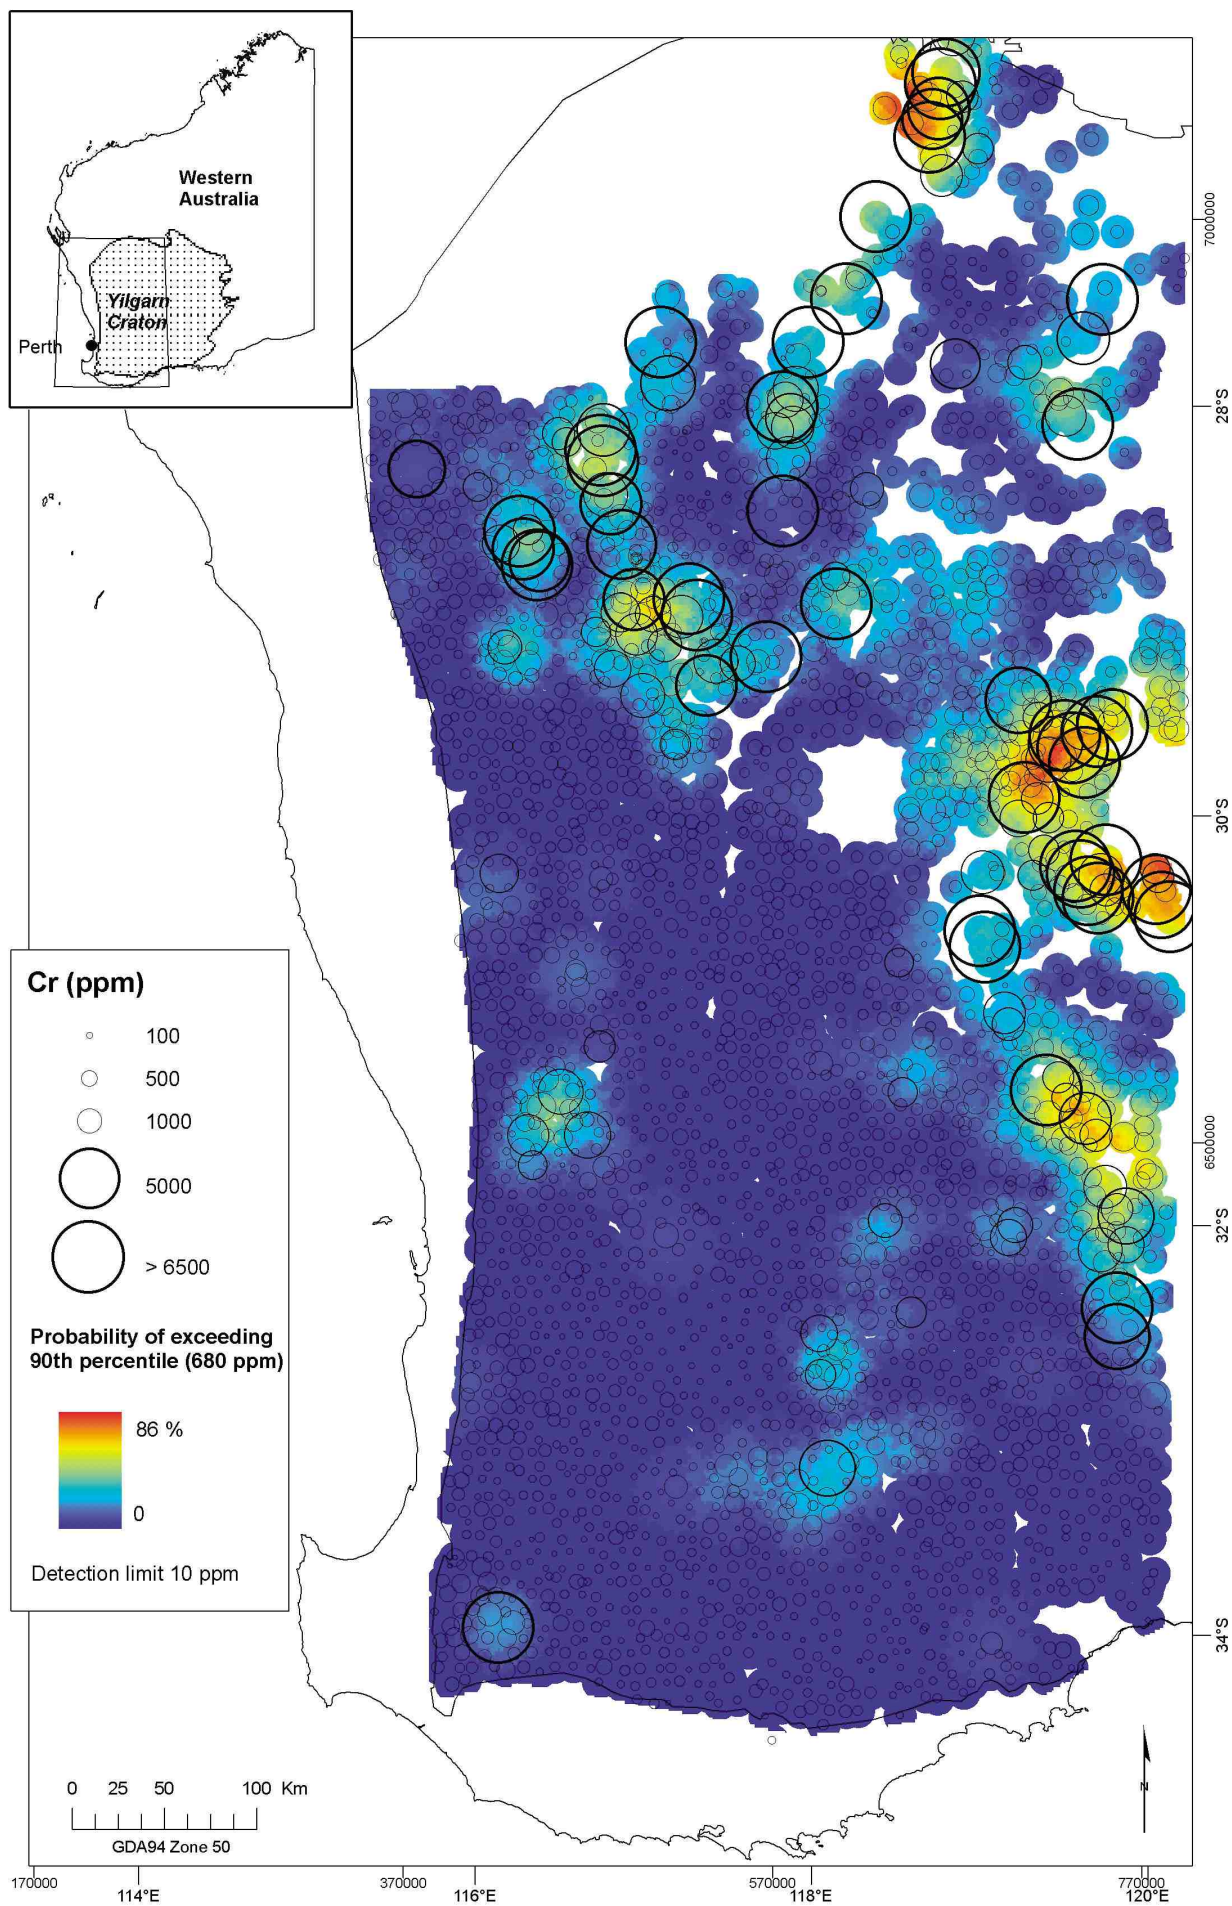 Western
Australia
Yilgarn
Craton
Perth
7000000
28°S
30°S
6500000
32°S
34°S
Cr (ppm)
100
500
1000
5000
> 6500
Probability of exceeding
90th percentile (680 ppm)
86 %
0
Detection limit 10 ppm
0 25 50 100 Km
GDA94 Zone 50
N
170000 370000 570000 770000
114°E 116°E 118°E 120°E